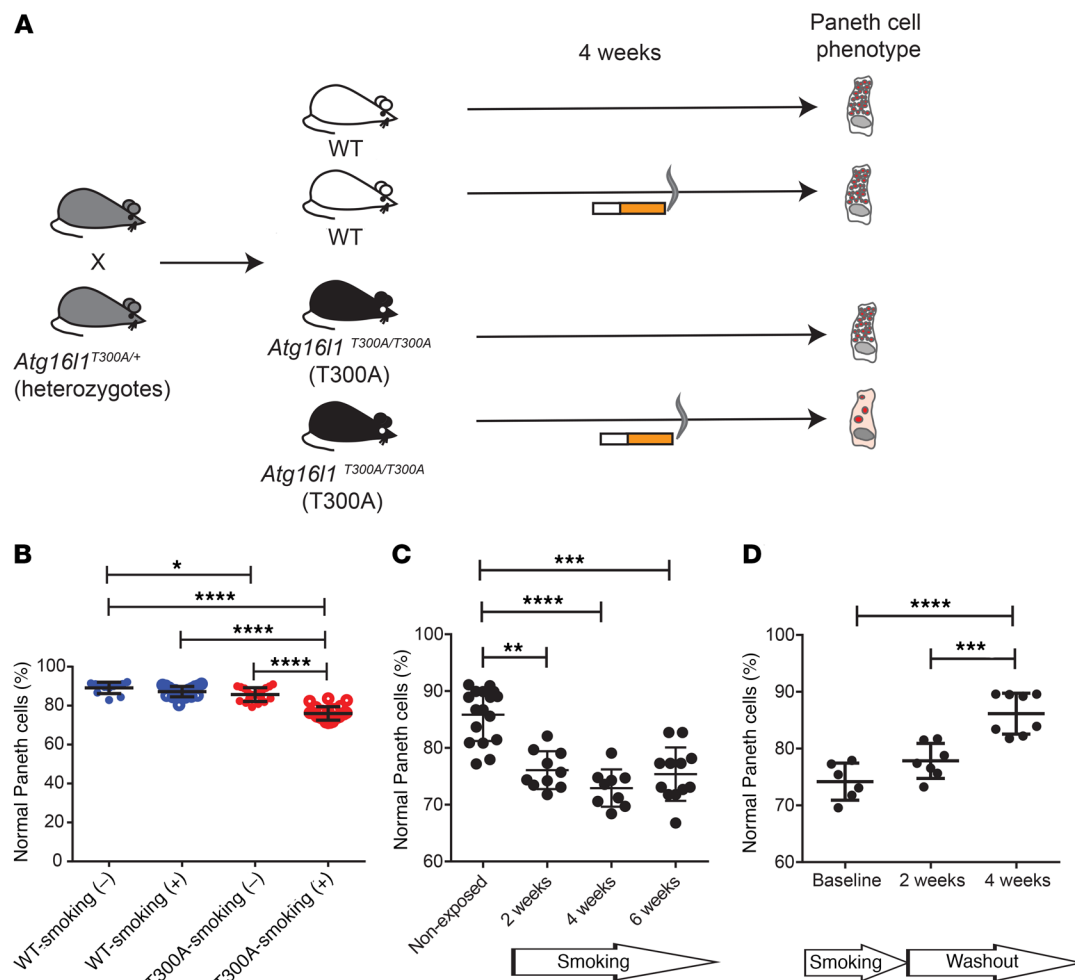 A
4 weeks
Paneth cell
phenotype
WT
WT
X
Atg16l1 T300A/+
(heterozygotes)
Atg16l1 T300A/T300A
(T300A)
Atg16l1 T300A/T300A
(T300A)
B
*
****
****
****
Normal Paneth cells (%)
100
80
60
40
20
0
WT-smoking (–)
WT-smoking (+)
T300A-smoking (–)
T300A-smoking (+)
C
***
****
**
Normal Paneth cells (%)
100
90
80
70
60
Non-exposed
2 weeks
4 weeks
6 weeks
Smoking
D
****
***
Normal Paneth cells (%)
100
90
80
70
60
Baseline
2 weeks
4 weeks
Smoking
Washout